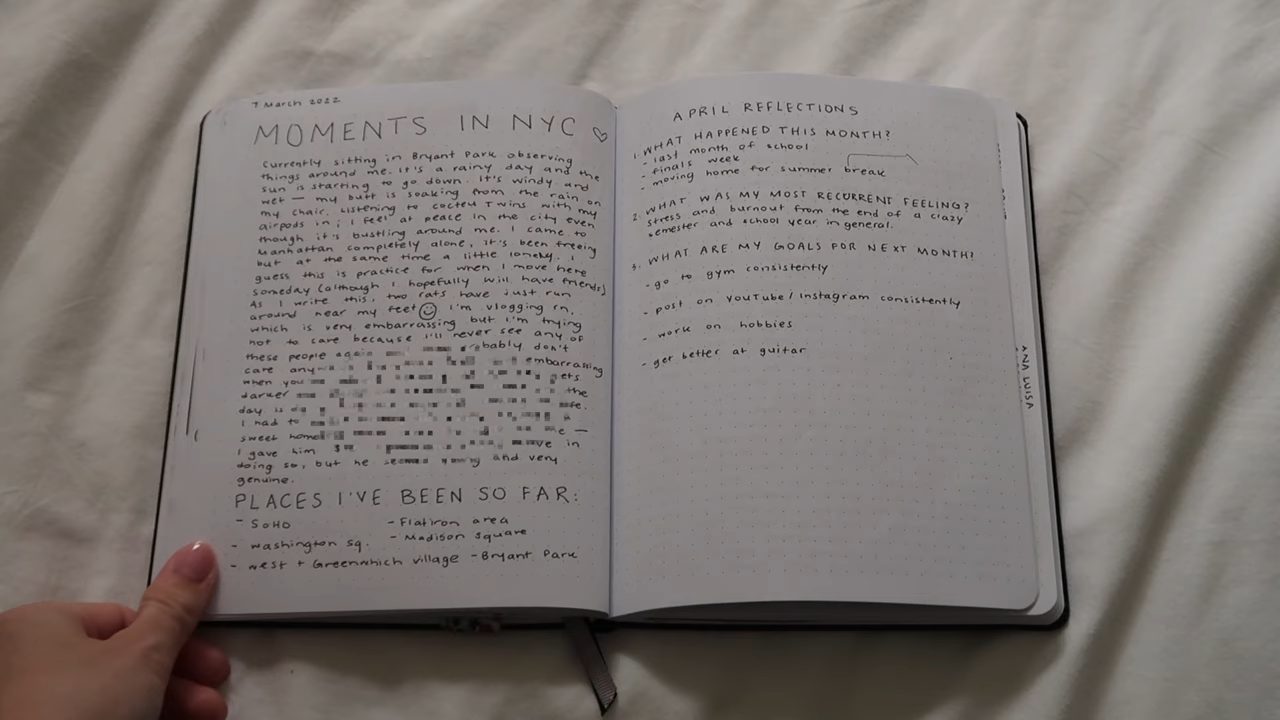 7 March 2022
MOMENTS IN NYC ♡
Currently sitting in Bryant Park observing
things around me. It's a rainy day and the
sun is starting to go down. It's windy and
wet — my butt is soaking from the rain on
my chair. Listening to Cocteu Twins with my
airpods in; I feel at peace in the city even
though it's bustling around me. I came to
Manhattan completely alone, it's been freeing
but at the same time a little lonely. I
guess this is practice for when I move here
someday (although I hopefully will have friends)
As I write this, two rats have just run
around near my feet ☺ I'm vlogging rn,
which is very embarrassing but I'm trying
not to care because I'll never see any of
these people again probably don't
care any embarrassing
when you gets
darker the
day is
I had to
sweet home —
I gave him in
doing so, but he seemed and very
genuine.
PLACES I'VE BEEN SO FAR:
- SoHo
- Washington Sq.
- West + Greenwhich village
- Flatiron area
- Madison Square
- Bryant Park
APRIL REFLECTIONS
1. WHAT HAPPENED THIS MONTH?
- last month of school
- finals week
- moving home for summer break
2. WHAT WAS MY MOST RECURRENT FEELING?
stress and burnout from the end of a crazy
semester and school year in general.
3. WHAT ARE MY GOALS FOR NEXT MONTH?
- go to gym consistently
- post on YouTube/Instagram consistently
- work on hobbies
- get better at guitar
ANA LUISA